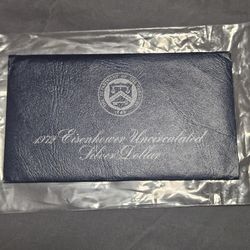 1972 Eisenhower Uncirculated
Silver Dollar